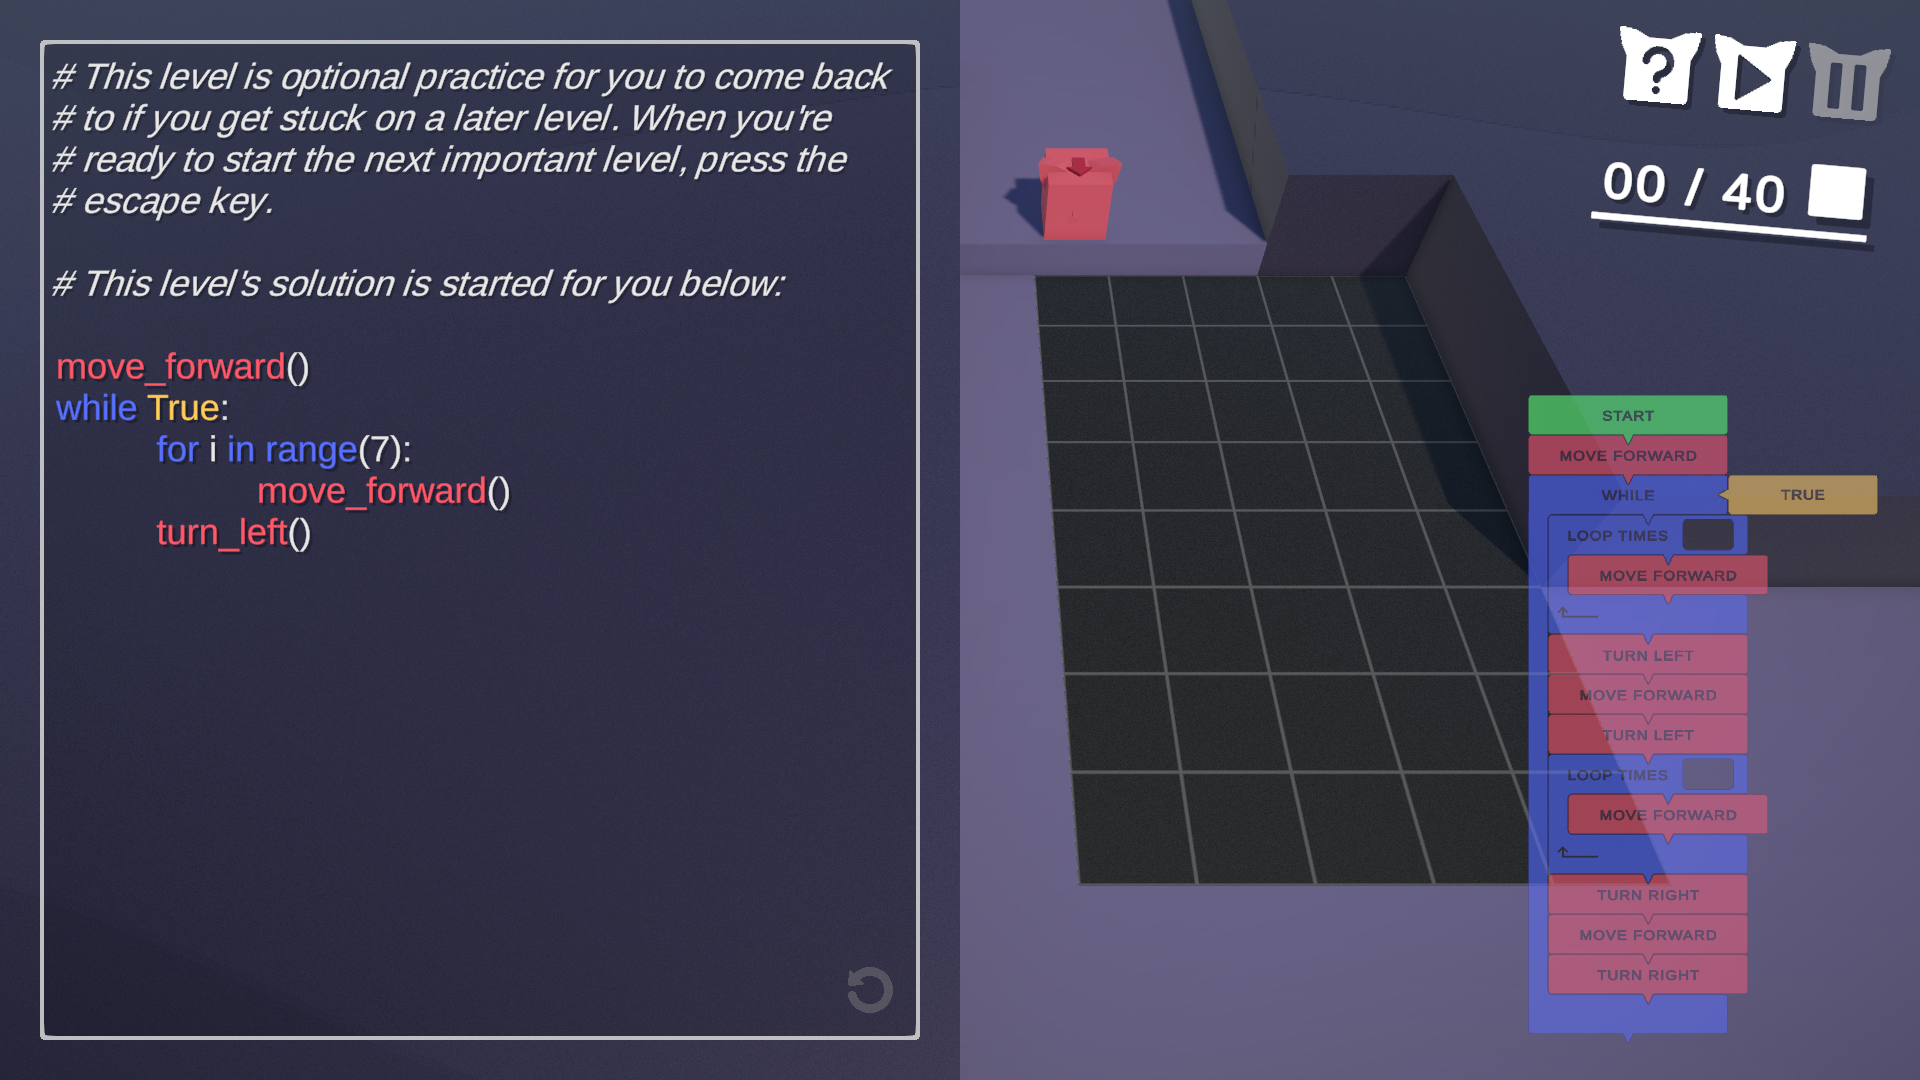 # This level is optional practice for you to come back
# to if you get stuck on a later level. When you're
# ready to start the next important level, press the
# escape key.
# This level's solution is started for you below:
move_forward()
while True:
for i in range(7):
move_forward()
turn_left()
?
00 / 40
START
MOVE FORWARD
WHILE TRUE
LOOP TIMES
MOVE FORWARD
TURN LEFT
MOVE FORWARD
TURN LEFT
LOOP TIMES
MOVE FORWARD
TURN RIGHT
MOVE FORWARD
TURN RIGHT